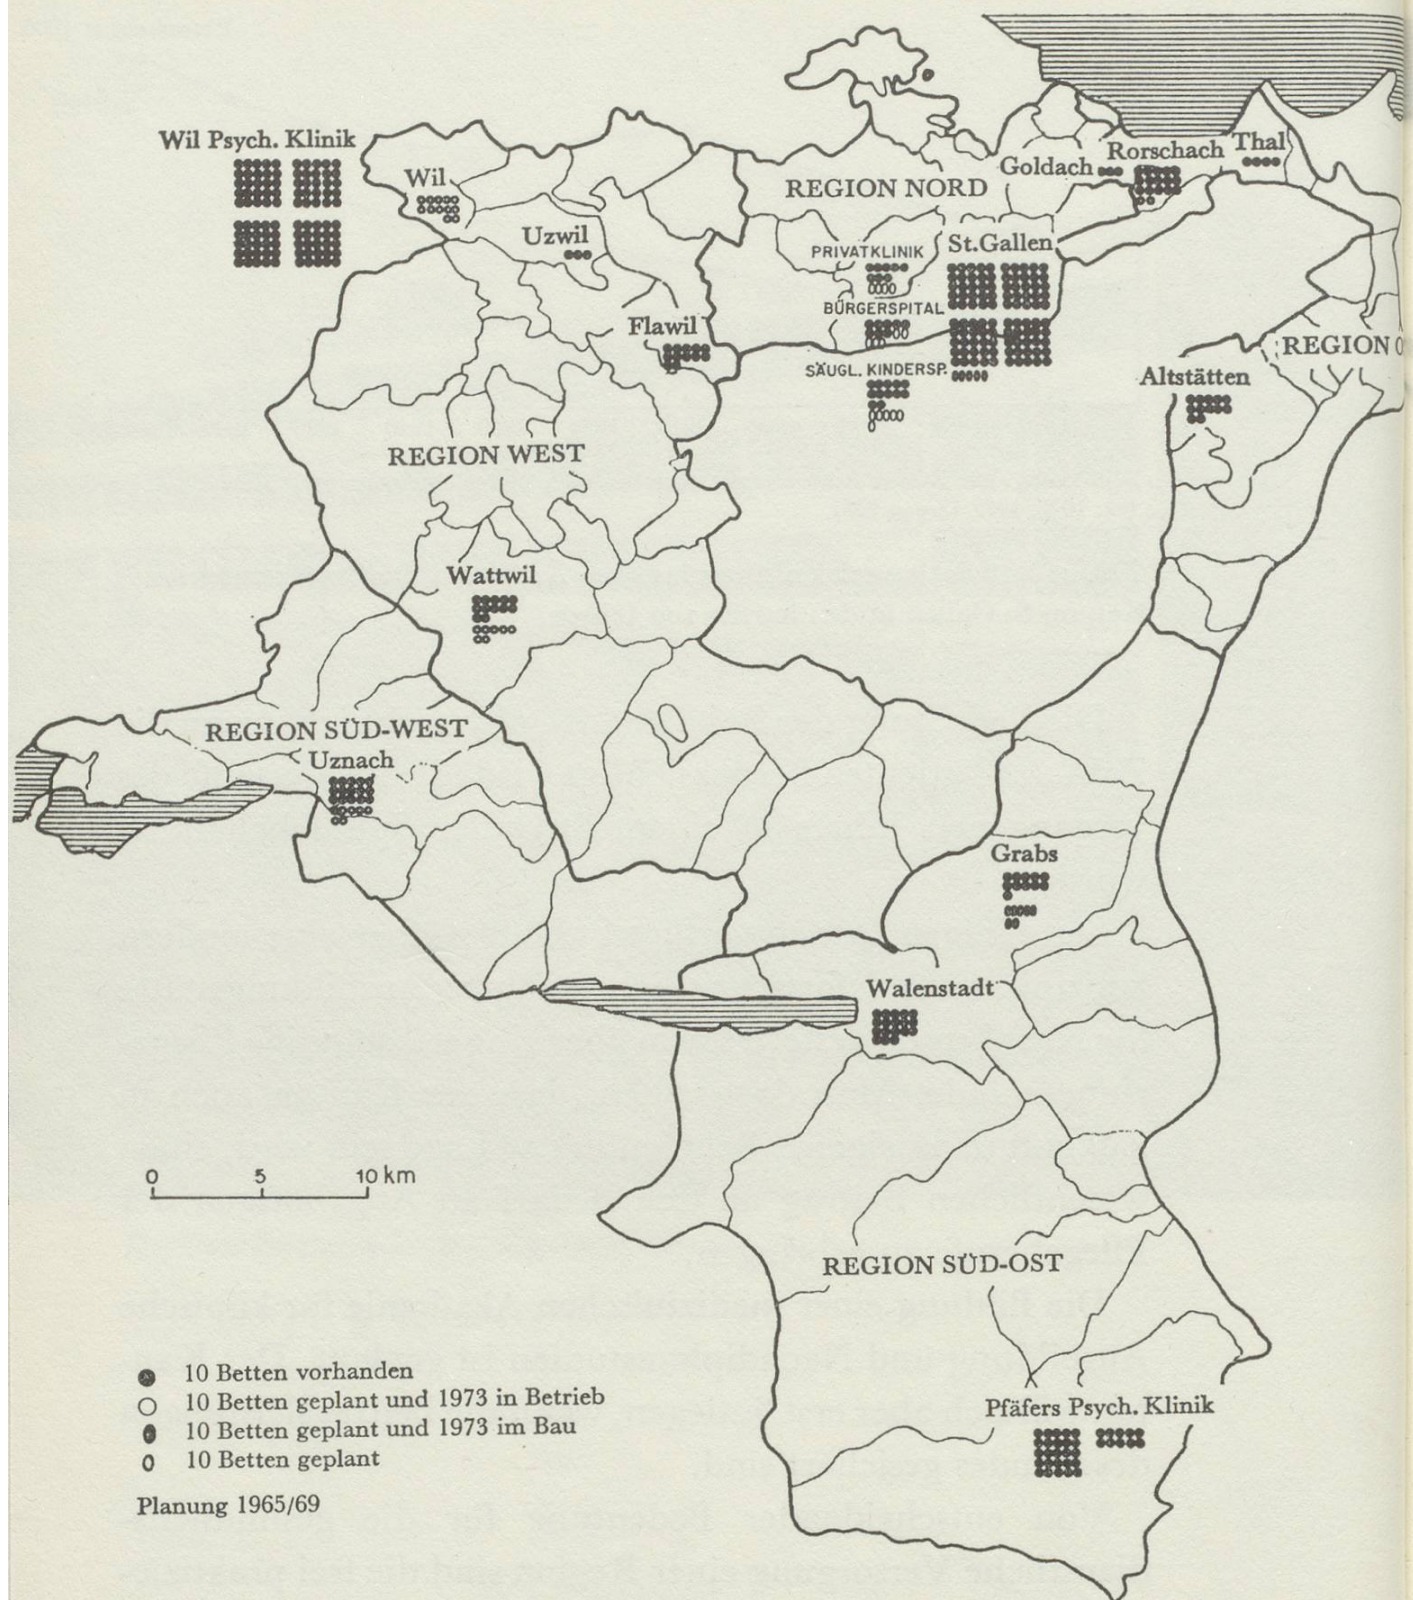 Wil Psych. Klinik
Wil
Uzwil
Flawil
REGION NORD
Goldach
Rorschach
Thal
PRIVATKLINIK
St.Gallen
BÜRGERSPITAL
SÄUGL. KINDERSP.
REGION O
Altstätten
REGION WEST
Wattwil
REGION SÜD-WEST
Uznach
Grabs
Walenstadt
0 5 10 km
REGION SÜD-OST
10 Betten vorhanden
10 Betten geplant und 1973 in Betrieb
10 Betten geplant und 1973 im Bau
10 Betten geplant
Pfäfers Psych. Klinik
Planung 1965/69